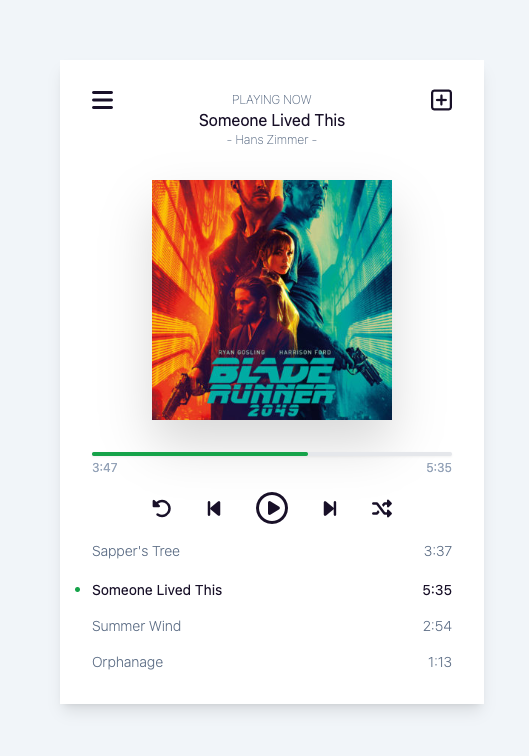 PLAYING NOW
Someone Lived This
- Hans Zimmer -
RYAN GOSLING HARRISON FORD
BLADE
RUNNER
2049
3:47 5:35
Sapper's Tree 3:37
Someone Lived This 5:35
Summer Wind 2:54
Orphanage 1:13